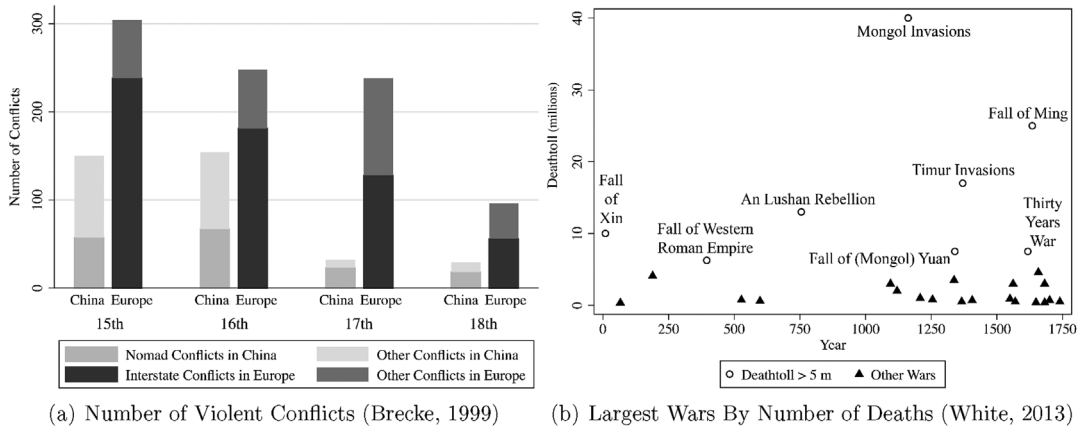 Number of Conflicts
300
200
100
0
China Europe China Europe China Europe China Europe
15th 16th 17th 18th
Nomad Conflicts in China Other Conflicts in China
Interstate Conflicts in Europe Other Conflicts in Europe
(a) Number of Violent Conflicts (Brecke, 1999)
Deathtoll (millions)
40
30
20
10
0
Mongol Invasions
Fall of Ming
Timur Invasions
Fall
of
Xin
An Lushan Rebellion
Thirty
Years
War
Fall of Western
Roman Empire
Fall of (Mongol) Yuan
0 250 500 750 1000 1250 1500 1750
Year
Deathtoll > 5 m Other Wars
(b) Largest Wars By Number of Deaths (White, 2013)